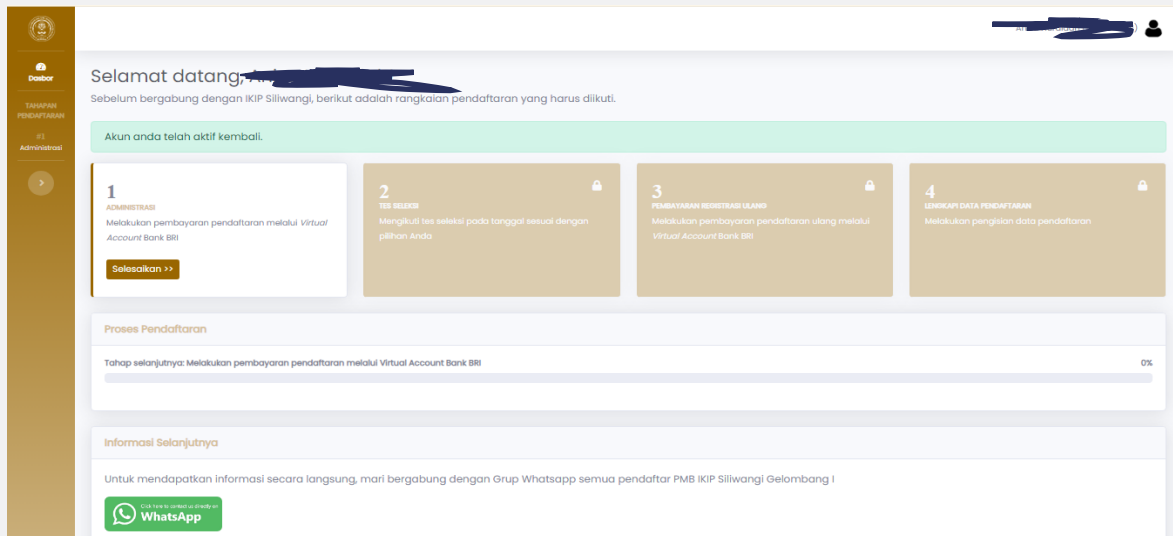 Dasbor
TAHAPAN
PENDAFTARAN
#1
Administrasi
Selamat datang,
Sebelum bergabung dengan IKIP Siliwangi, berikut adalah rangkaian pendaftaran yang harus diikuti.
Akun anda telah aktif kembali.
1
ADMINISTRASI
Melakukan pembayaran pendaftaran melalui Virtual
Account Bank BRI
Selesaikan >>
2
TES SELEKSI
Mengikuti tes seleksi pada tanggal sesuai dengan
pilihan Anda
3
PEMBAYARAN REGISTRASI ULANG
Melakukan pembayaran pendaftaran ulang melalui
Virtual Account Bank BRI
4
LENGKAPI DATA PENDAFTARAN
Melakukan pengisian data pendaftaran
Proses Pendaftaran
Tahap selanjutnya: Melakukan pembayaran pendaftaran melalui Virtual Account Bank BRI 0%
Informasi Selanjutnya
Untuk mendapatkan informasi secara langsung, mari bergabung dengan Grup Whatsapp semua pendaftar PMB IKIP Siliwangi Gelombang I
Click here to contact us directly on
WhatsApp